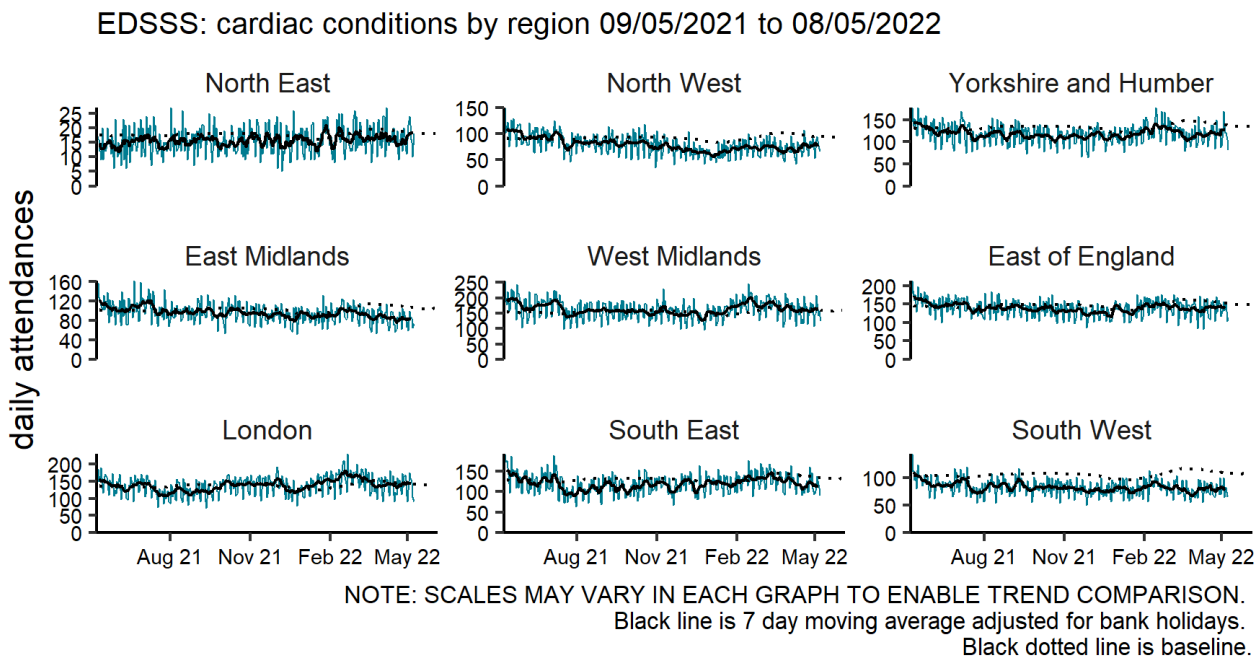 EDSSS: cardiac conditions by region 09/05/2021 to 08/05/2022
North East
North West
Yorkshire and Humber
25
20
15
10
5
0
150
100
50
0
150
100
50
0
daily attendances
East Midlands
West Midlands
East of England
160
120
80
40
0
250
200
150
100
50
0
200
150
100
50
0
London
South East
South West
200
150
100
50
0
150
100
50
0
100
50
0
Aug 21 Nov 21 Feb 22 May 22
Aug 21 Nov 21 Feb 22 May 22
Aug 21 Nov 21 Feb 22 May 22
NOTE: SCALES MAY VARY IN EACH GRAPH TO ENABLE TREND COMPARISON.
Black line is 7 day moving average adjusted for bank holidays.
Black dotted line is baseline.